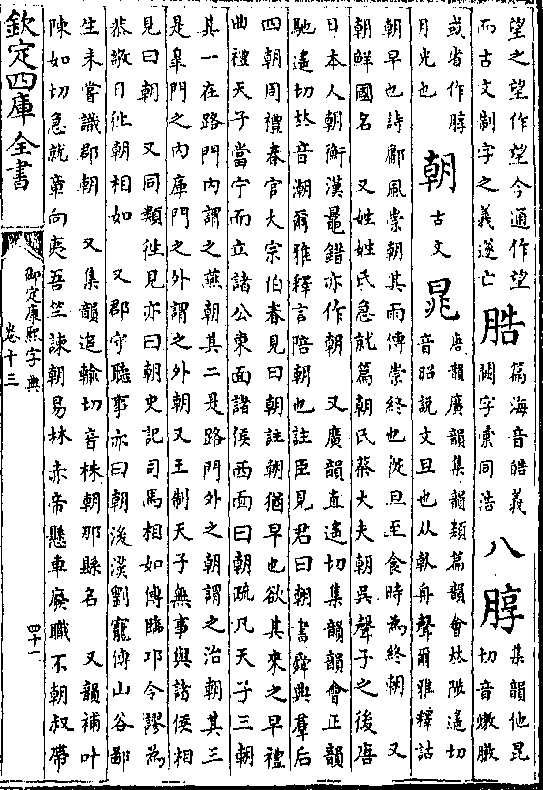 望之望作朢今通作望
而古文制字之義遂亡
篇海音皓義
闕字彙同浩
八
朜
集韻他昆
切音暾朜
或省作朜
月光也
朝
古文
晁
唐韻廣韻集韻類篇韻會𠀤陟遙切
音昭說文旦也从倝舟聲爾雅釋詁
朝早也詩鄘風崇朝其雨傳崇終也從旦至食時為終朝　又
朝鮮國名　又姓姓氏急就篇朝氏蔡大夫朝吳聲子之後唐
日本人朝衡漢鼂錯亦作朝　又廣韻直遙切集韻韻會正韻
馳遙切𠀤音潮爾雅釋言陪朝也註臣見君曰朝書舜典羣后
四朝周禮春官大宗伯春見曰朝註朝猶早也欲其來之早禮
曲禮天子當宁而立諸公東面諸侯西面曰朝疏凡天子三朝
其一在路門內謂之燕朝其二是路門外之朝謂之治朝其三
是臯門之內庫門之外謂之外朝又王制天子無事與諸侯相
見曰朝　又同類徃見亦曰朝史記司馬相如傳臨邛令謬為
恭敬日徃朝相如　又郡守聽事亦曰朝後漢劉寵傳山谷鄙
生未嘗識郡朝　又集韻追輸切音株朝那縣名　又韻補叶
陳如切急就章向夷吾竺諫朝易林赤帝懸車廢職不朝叔帶
欽定四庫全書
御定康熙字典
卷十三
四十一